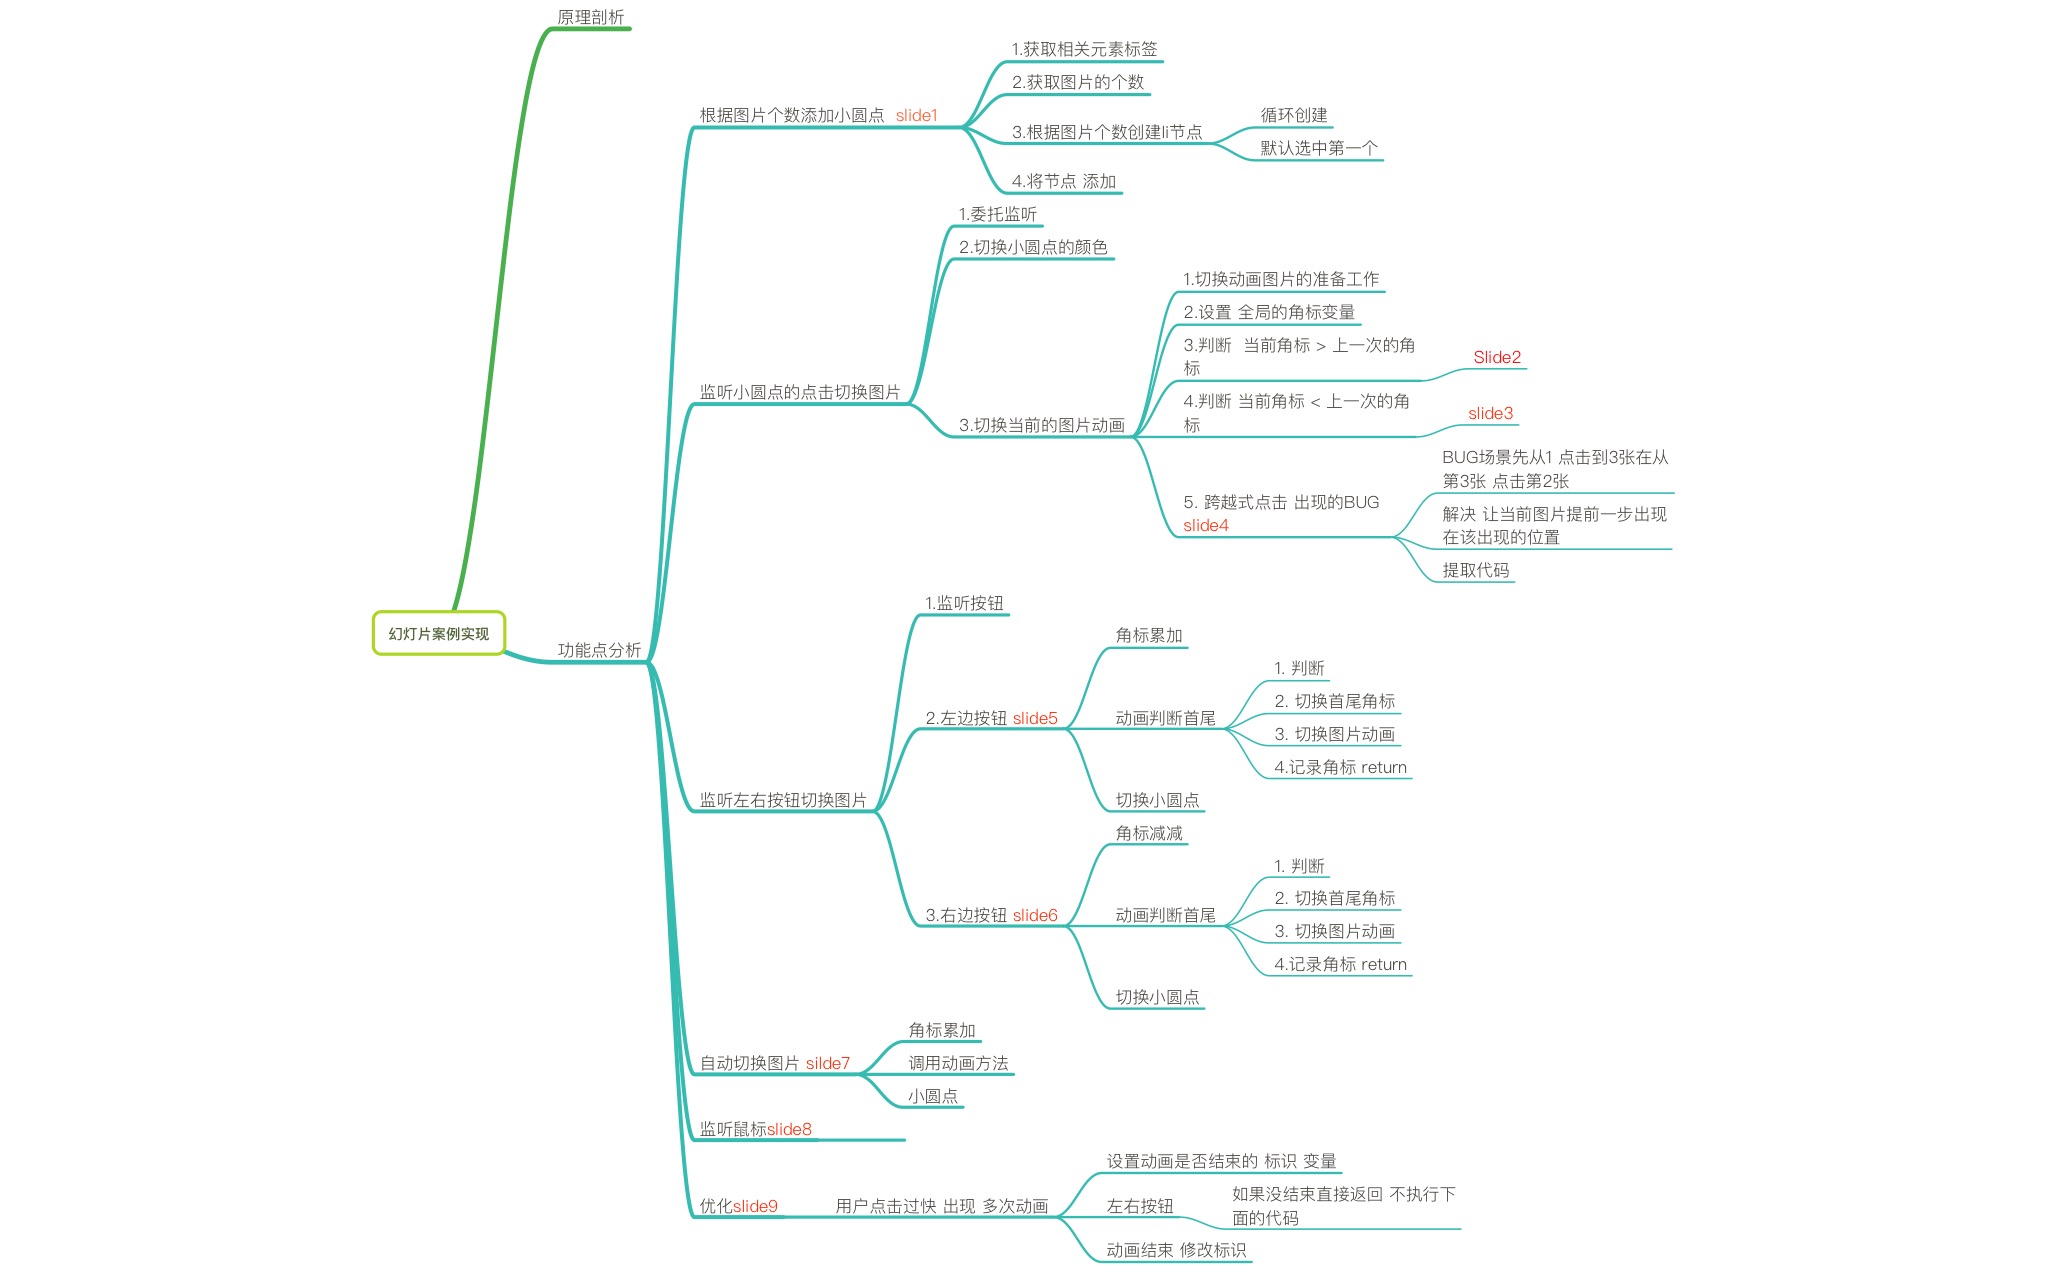 原理剖析
1.获取相关元素标签
2.获取图片的个数
根据图片个数添加小圆点 slide1
3.根据图片个数创建li节点
循环创建
默认选中第一个
4.将节点 添加
1.委托监听
2.切换小圆点的颜色
监听小圆点的点击切换图片
3.切换当前的图片动画
1.切换动画图片的准备工作
2.设置 全局的角标变量
3.判断 当前角标 > 上一次的角
标
Slide2
4.判断 当前角标 < 上一次的角
标
slide3
5. 跨越式点击 出现的BUG
slide4
BUG场景先从1 点击到3张在从
第3张 点击第2张
解决 让当前图片提前一步出现
在该出现的位置
提取代码
幻灯片案例实现
功能点分析
监听左右按钮切换图片
1.监听按钮
2.左边按钮 slide5
角标累加
动画判断首尾
1. 判断
2. 切换首尾角标
3. 切换图片动画
4.记录角标 return
切换小圆点
3.右边按钮 slide6
角标减减
动画判断首尾
1. 判断
2. 切换首尾角标
3. 切换图片动画
4.记录角标 return
切换小圆点
自动切换图片 silde7
角标累加
调用动画方法
小圆点
监听鼠标slide8
优化slide9
用户点击过快 出现 多次动画
设置动画是否结束的 标识 变量
左右按钮
如果没结束直接返回 不执行下
面的代码
动画结束 修改标识